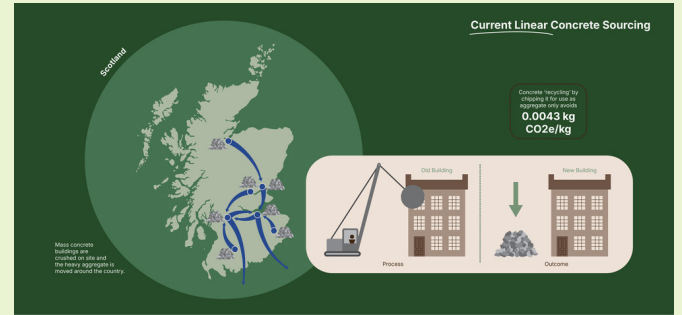 Current Linear Concrete Sourcing
Scotland
Concrete 'recycling' by
chipping it for use as
aggregate only avoids
0.0043 kg
CO2e/kg
Old Building
New Building
Process
Outcome
Mass concrete
buildings are
crushed on site and
the heavy aggregate is
moved around the country.